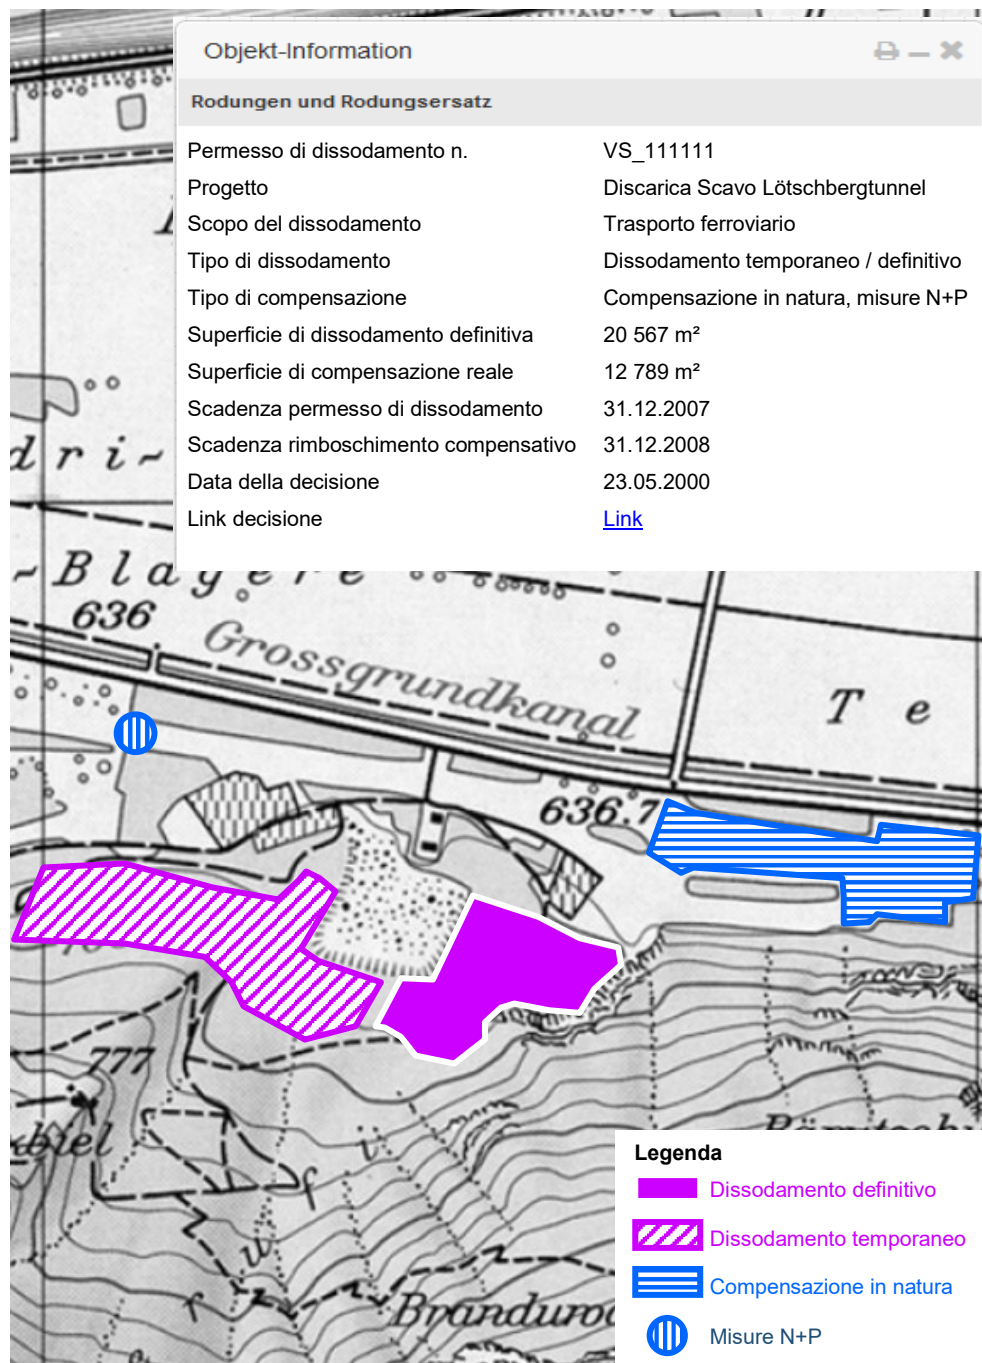 Objekt-Information
Rodungen und Rodungsersatz
Permesso di dissodamento n. VS_111111
Progetto Discarica Scavo Lötschbergtunnel
Scopo del dissodamento Trasporto ferroviario
Tipo di dissodamento Dissodamento temporaneo / definitivo
Tipo di compensazione Compensazione in natura, misure N+P
Superficie di dissodamento definitiva 20 567 m²
Superficie di compensazione reale 12 789 m²
Scadenza permesso di dissodamento 31.12.2007
Scadenza rimboschimento compensativo 31.12.2008
Data della decisione 23.05.2000
Link decisione Link
dri~
~Blagere
636
Grossgrundkanal
Te
636.7
777
biel
Legenda
Dissodamento definitivo
Dissodamento temporaneo
Compensazione in natura
Misure N+P